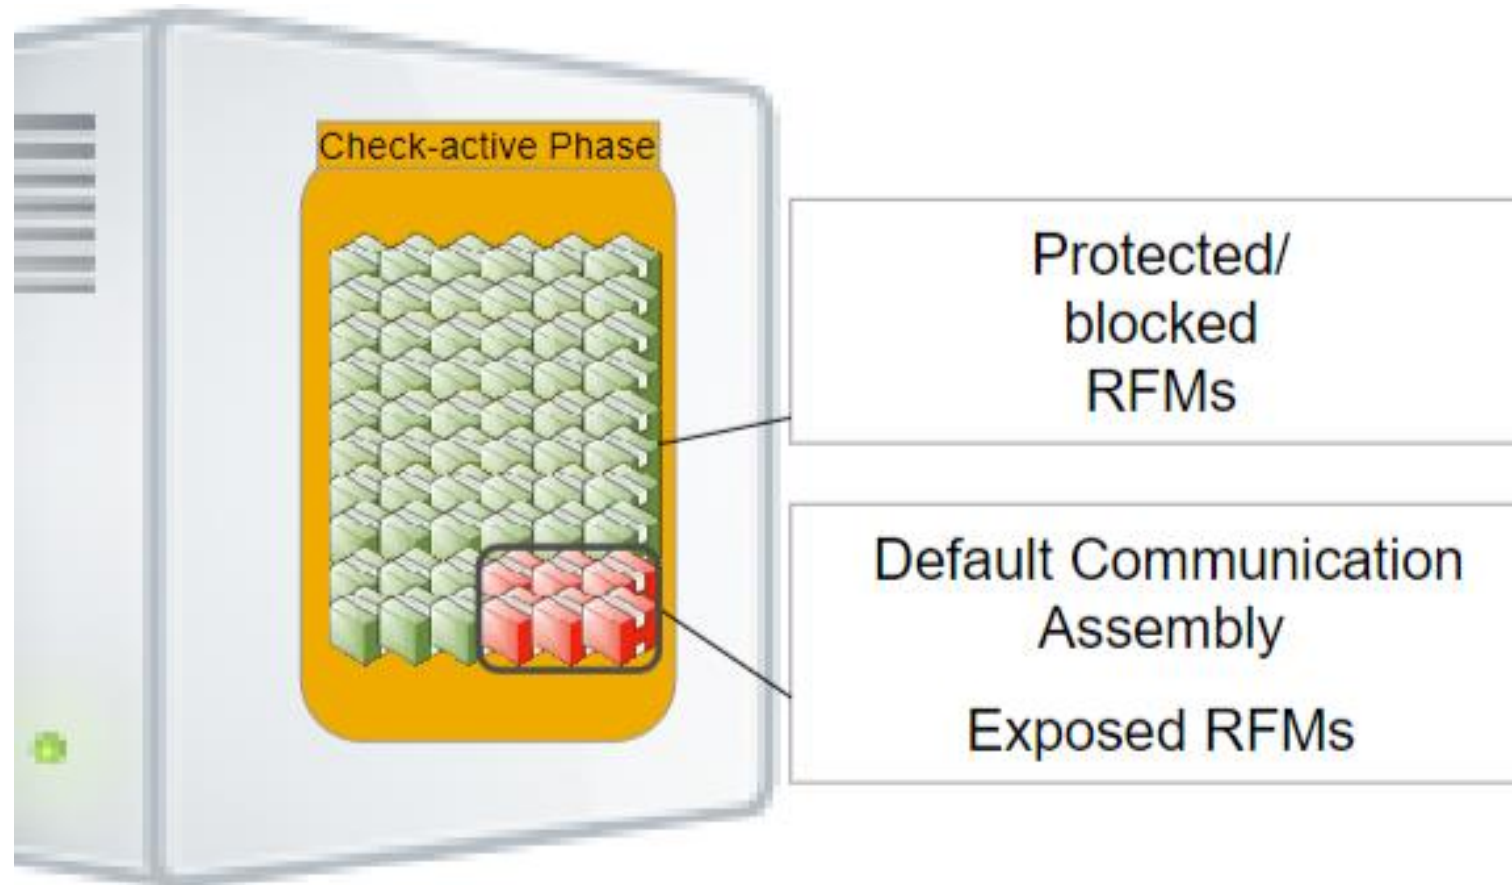 Check-active Phase
Protected/
blocked
RFMs
Default Communication
Assembly
Exposed RFMs